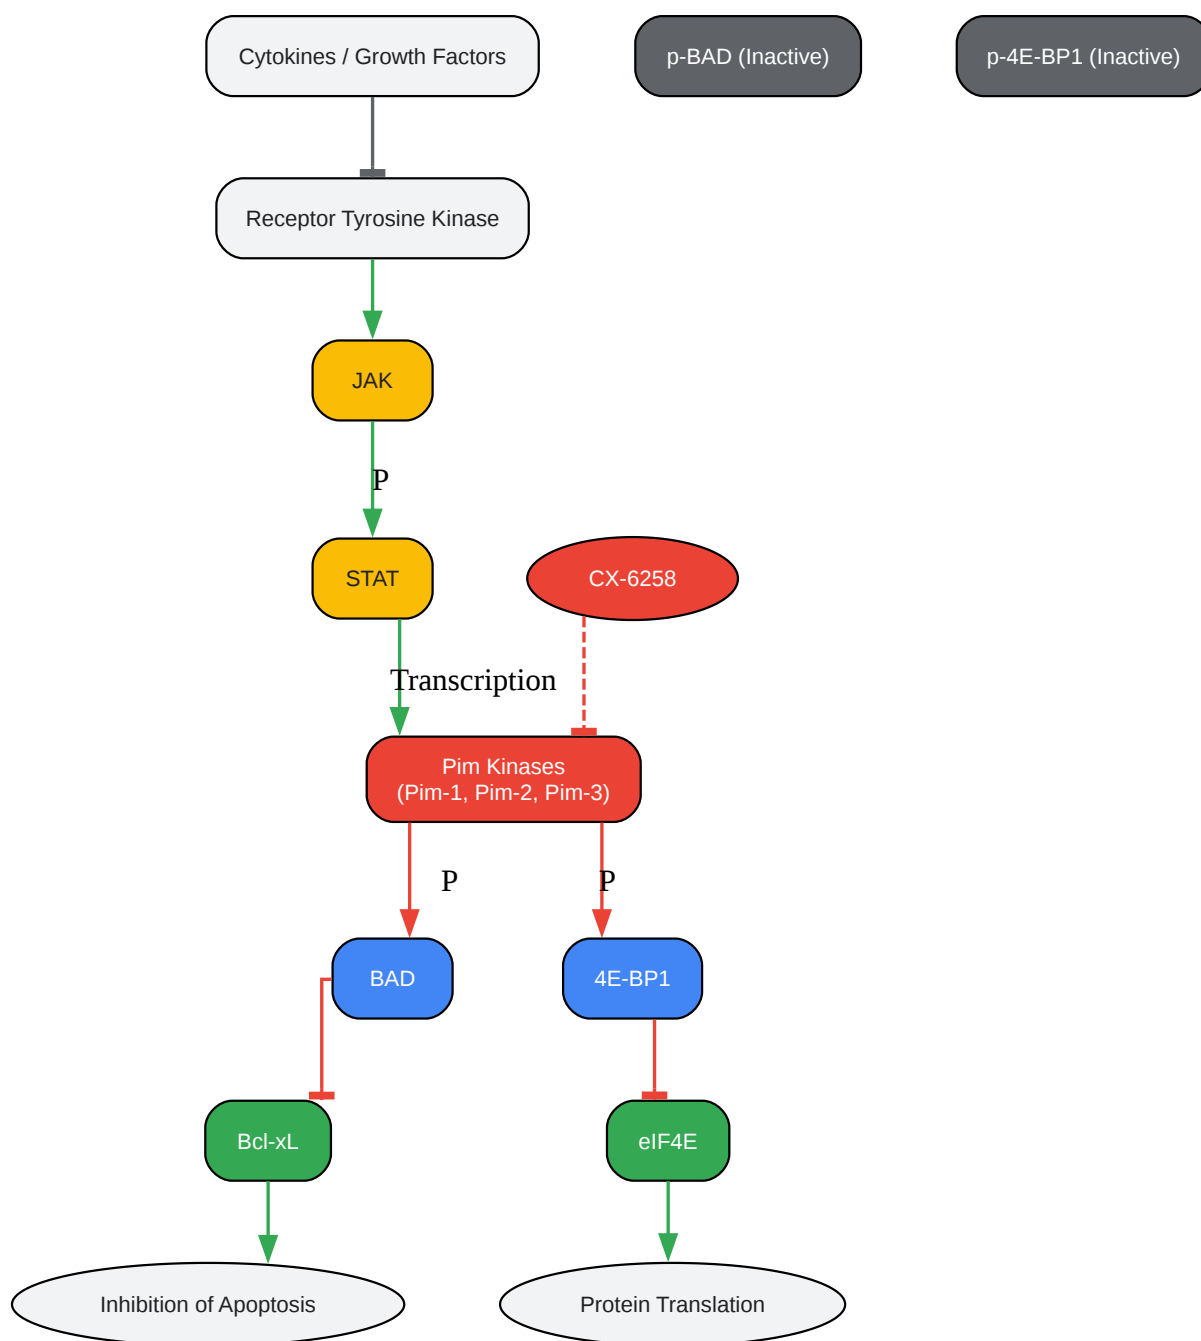 Cytokines / Growth Factors
p-BAD (Inactive)
p-4E-BP1 (Inactive)
Receptor Tyrosine Kinase
JAK
P
STAT
CX-6258
Transcription
Pim Kinases
(Pim-1, Pim-2, Pim-3)
P
P
BAD
4E-BP1
Bcl-xL
eIF4E
Inhibition of Apoptosis
Protein Translation